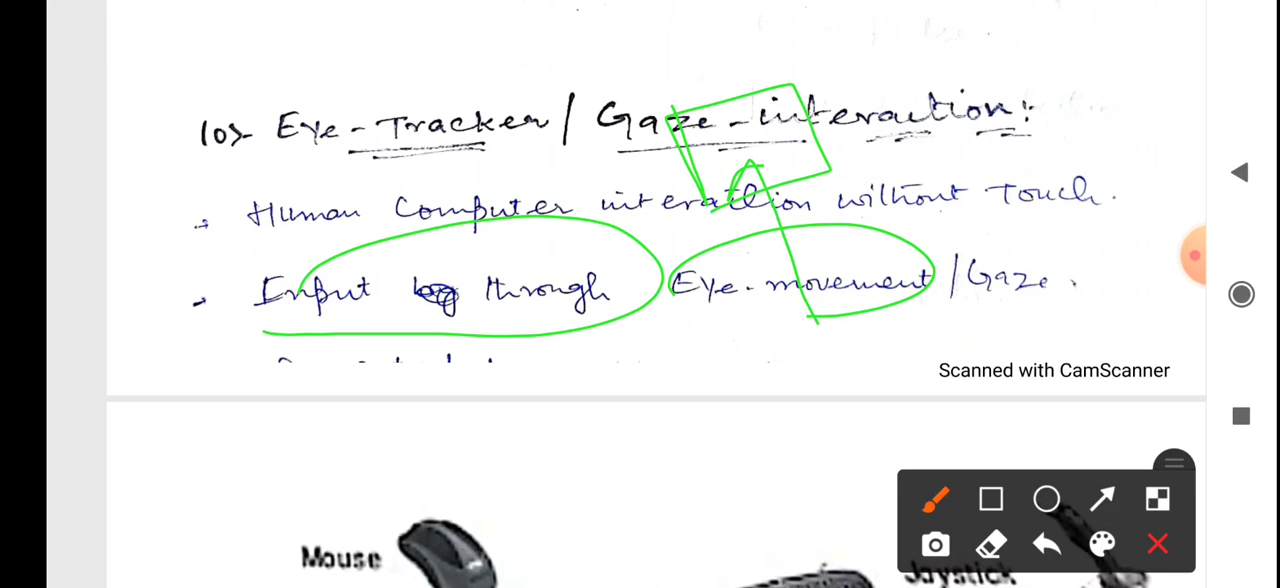 10>- Eye-Tracker / Gaze-interaction:-
Human Computer interaction without Touch.
Input through Eye-movement / Gaze.
Scanned with CamScanner
Mouse
Joystick